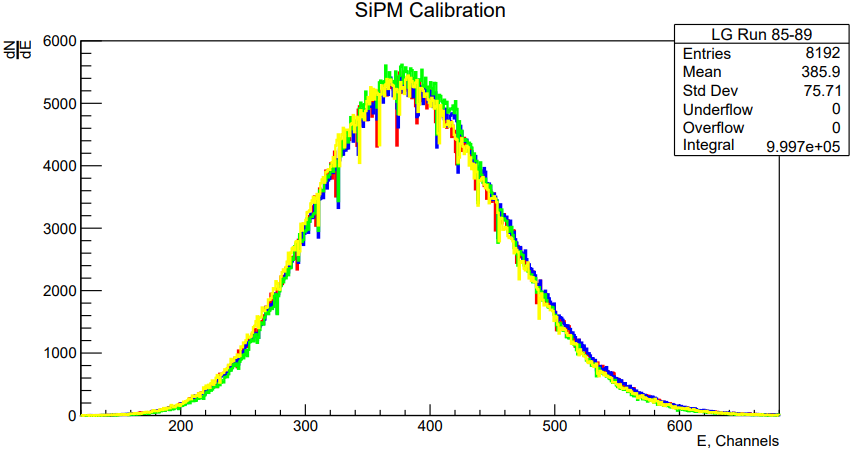 SiPM Calibration
dN
dE
LG Run 85-89
Entries 8192
Mean 385.9
Std Dev 75.71
Underflow 0
Overflow 0
Integral 9.997e+05
6000
5000
4000
3000
2000
1000
0
200 300 400 500 600
E, Channels